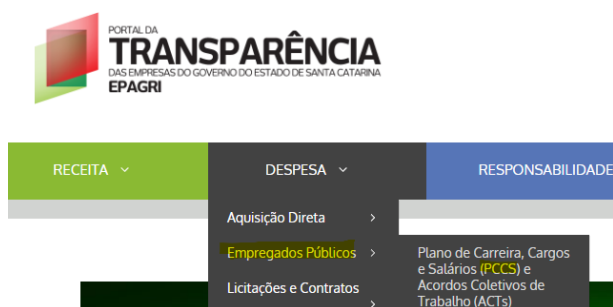 PORTAL DA
TRANSPARÊNCIA
DAS EMPRESAS DO GOVERNO DO ESTADO DE SANTA CATARINA
EPAGRI
RECEITA
DESPESA
RESPONSABILIDADE
Aquisição Direta
Empregados Públicos
Licitações e Contratos
Plano de Carreira, Cargos
e Salários (PCCS) e
Acordos Coletivos de
Trabalho (ACTs)